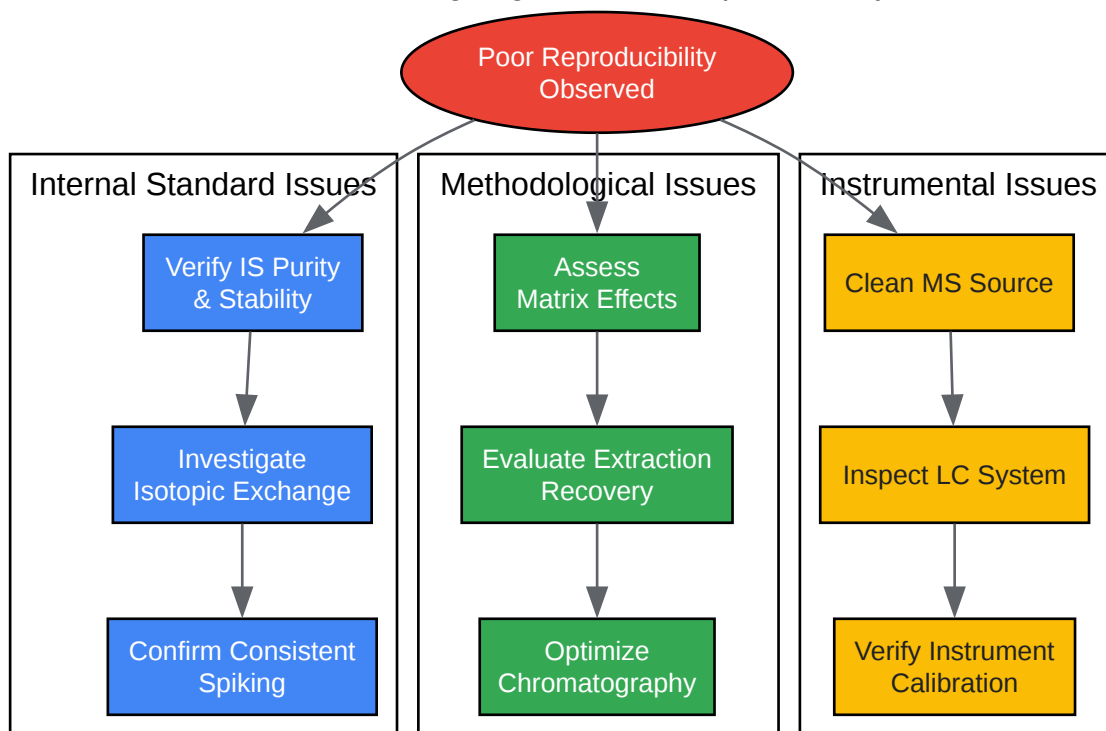 Poor Reproducibility
Observed
Internal Standard Issues
Methodological Issues
Instrumental Issues
Verify IS Purity
& Stability
Assess
Matrix Effects
Clean MS Source
Investigate
Isotopic Exchange
Evaluate Extraction
Recovery
Inspect LC System
Confirm Consistent
Spiking
Optimize
Chromatography
Verify Instrument
Calibration